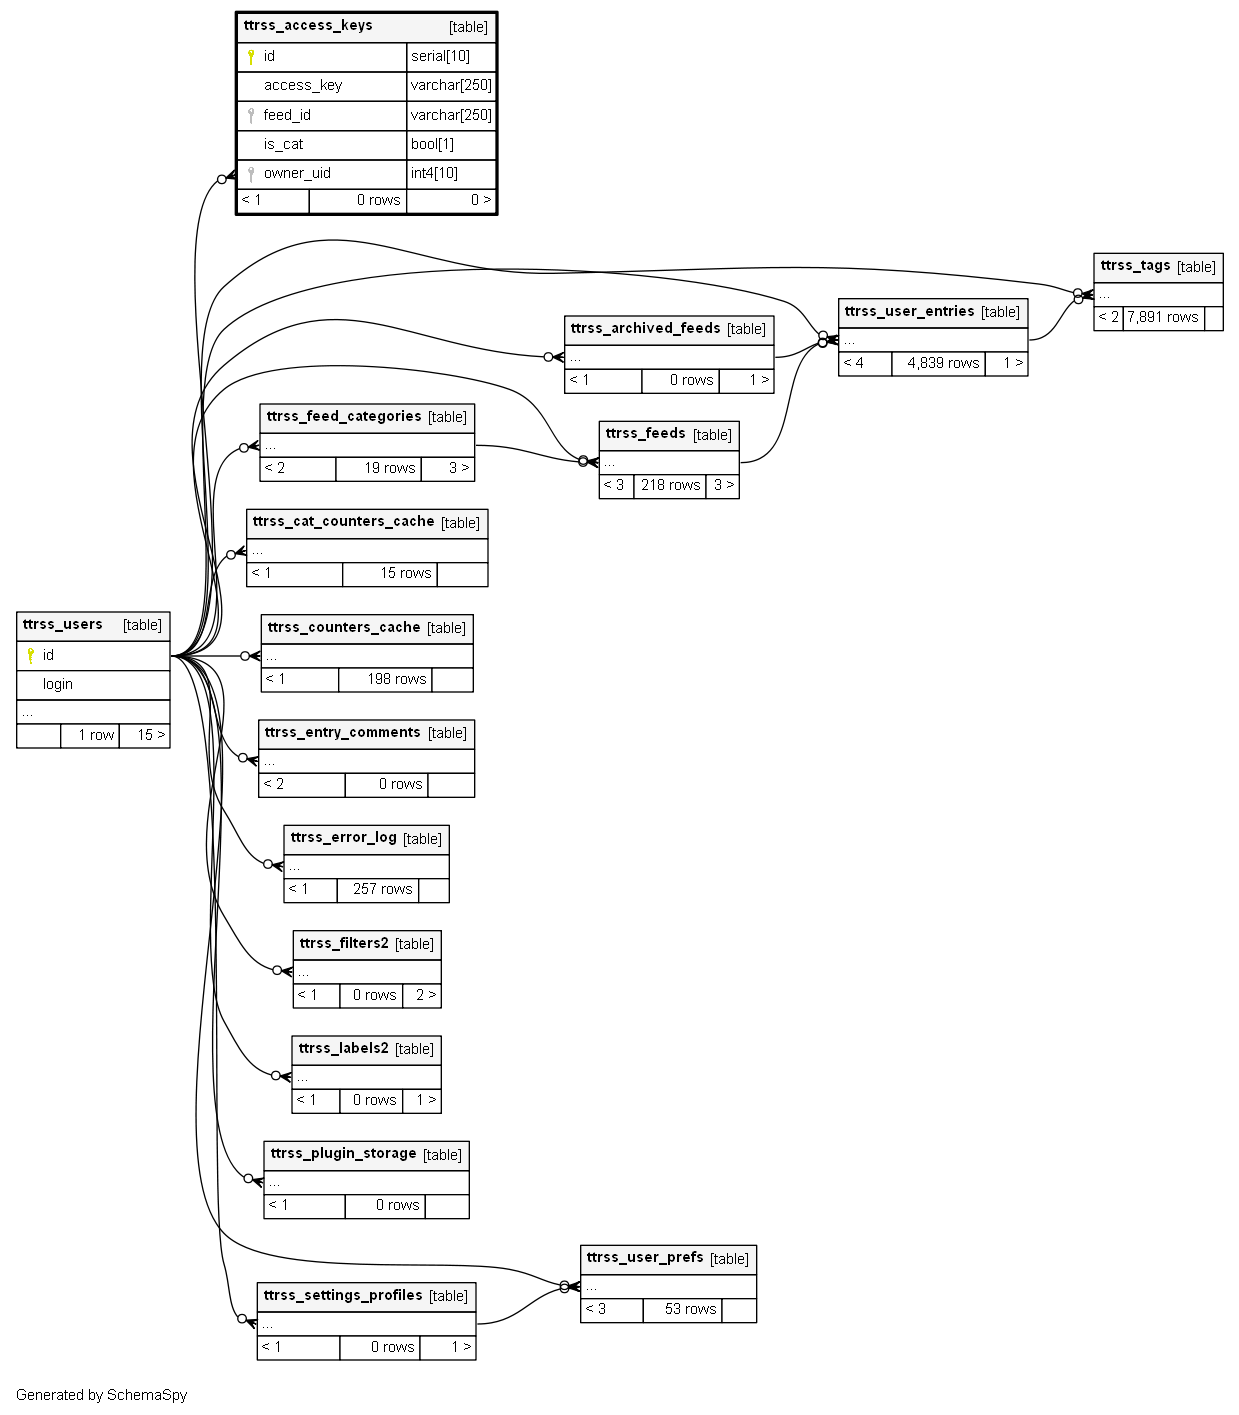 ttrss_access_keys [table]
id serial[10]
access_key varchar[250]
feed_id varchar[250]
is_cat bool[1]
owner_uid int4[10]
< 1 0 rows 0 >
ttrss_tags [table]
...
< 2 7,891 rows
ttrss_user_entries [table]
...
< 4 4,839 rows 1 >
ttrss_archived_feeds [table]
...
< 1 0 rows 1 >
ttrss_feed_categories [table]
...
< 2 19 rows 3 >
ttrss_feeds [table]
...
< 3 218 rows 3 >
ttrss_cat_counters_cache [table]
...
< 1 15 rows
ttrss_users [table]
id
login
...
1 row 15 >
ttrss_counters_cache [table]
...
< 1 198 rows
ttrss_entry_comments [table]
...
< 2 0 rows
ttrss_error_log [table]
...
< 1 257 rows
ttrss_filters2 [table]
...
< 1 0 rows 2 >
ttrss_labels2 [table]
...
< 1 0 rows 1 >
ttrss_plugin_storage [table]
...
< 1 0 rows
ttrss_user_prefs [table]
...
< 3 53 rows
ttrss_settings_profiles [table]
...
< 1 0 rows 1 >
Generated by SchemaSpy